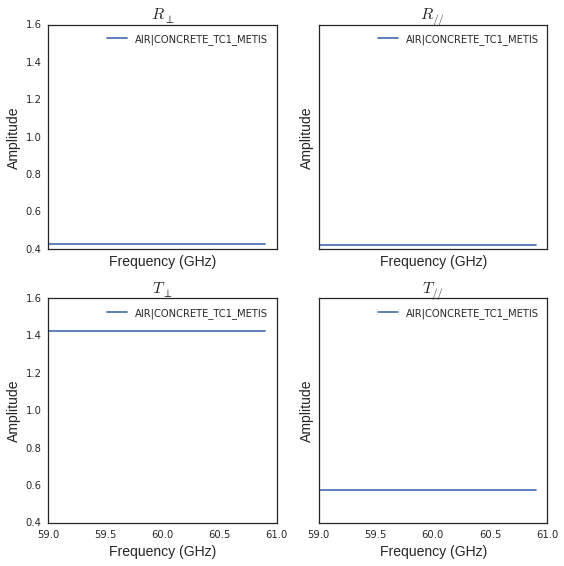 R⊥
R//
1.6
1.4
1.2
1.0
0.8
0.6
0.4
Amplitude
AIR|CONCRETE_TC1_METIS
Frequency (GHz)
Amplitude
AIR|CONCRETE_TC1_METIS
Frequency (GHz)
T⊥
T//
1.6
1.4
1.2
1.0
0.8
0.6
0.4
Amplitude
AIR|CONCRETE_TC1_METIS
59.0 59.5 60.0 60.5 61.0
Frequency (GHz)
Amplitude
AIR|CONCRETE_TC1_METIS
59.0 59.5 60.0 60.5 61.0
Frequency (GHz)